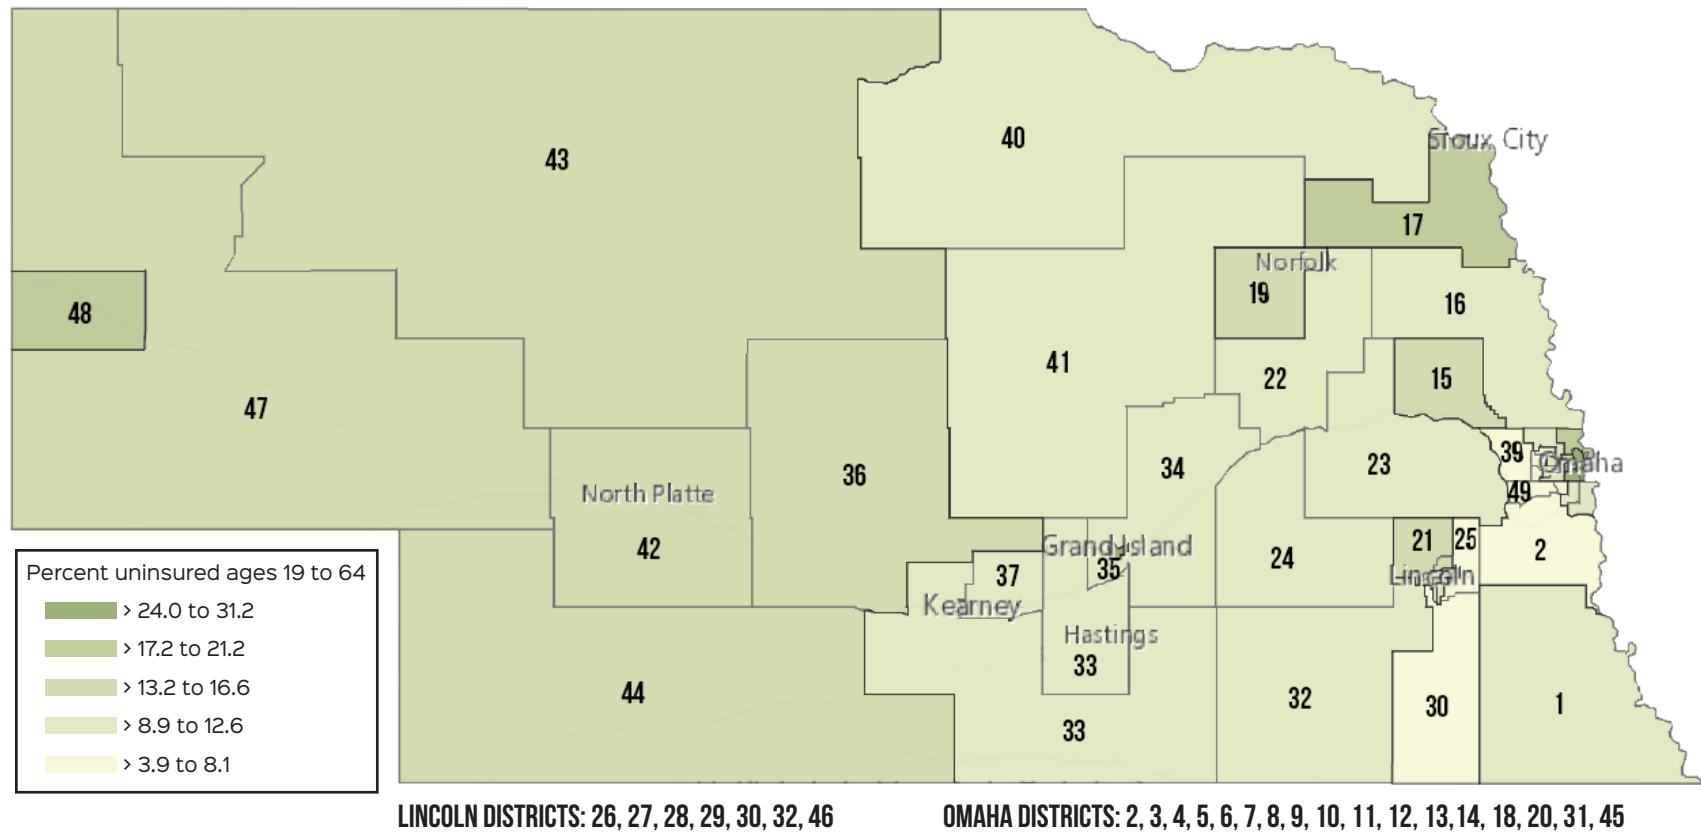 43
40
Sioux City
17
Norfolk
48
19
16
41
15
22
47
39
34
23
Omaha
36
North Platte
49
21
25
2
42
Grand Island
24
37
35
Lincoln
Kearney
Hastings
33
44
32
30
1
33
Percent uninsured ages 19 to 64
> 24.0 to 31.2
> 17.2 to 21.2
> 13.2 to 16.6
> 8.9 to 12.6
> 3.9 to 8.1
LINCOLN DISTRICTS: 26, 27, 28, 29, 30, 32, 46
OMAHA DISTRICTS: 2, 3, 4, 5, 6, 7, 8, 9, 10, 11, 12, 13,14, 18, 20, 31, 45